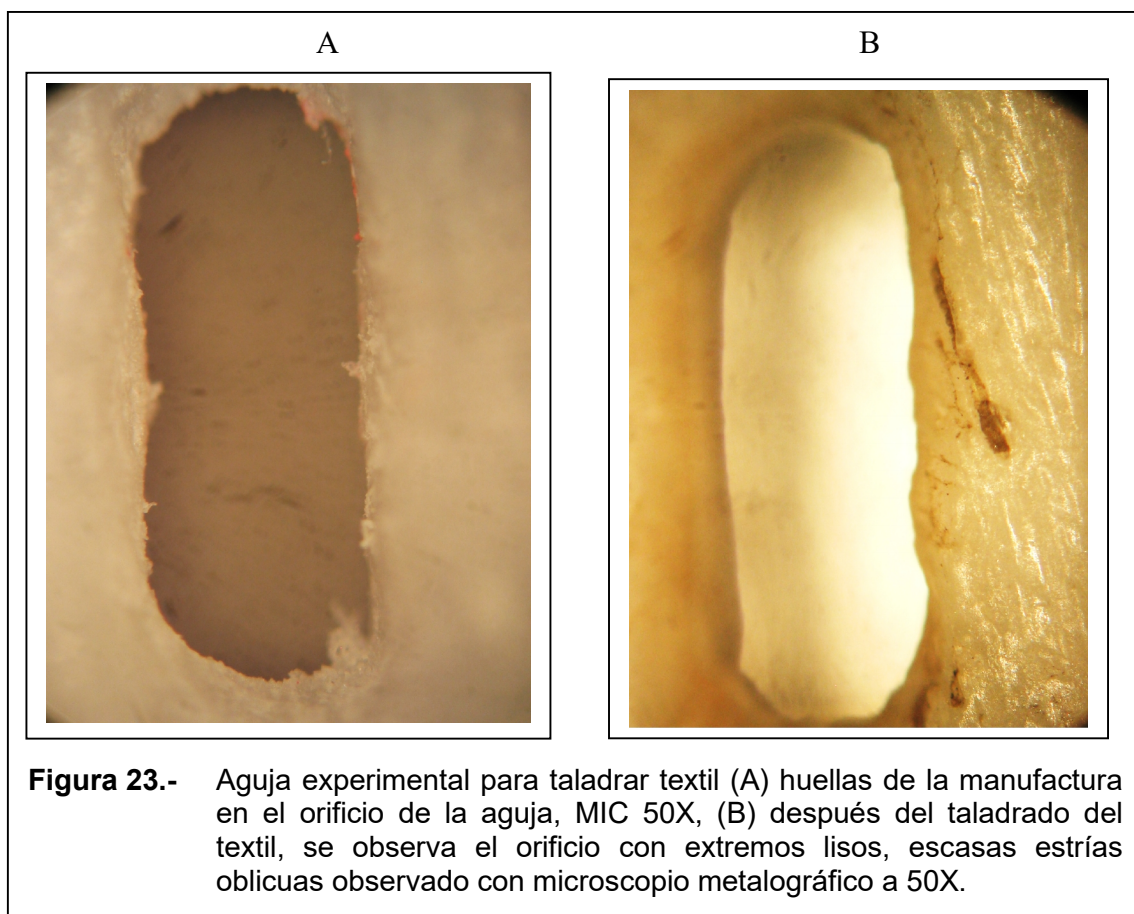 A B
Figura 23.- Aguja experimental para taladrar textil (A) huellas de la manufactura
en el orificio de la aguja, MIC 50X, (B) después del taladrado del
textil, se observa el orificio con extremos lisos, escasas estrías
oblicuas observado con microscopio metalográfico a 50X.